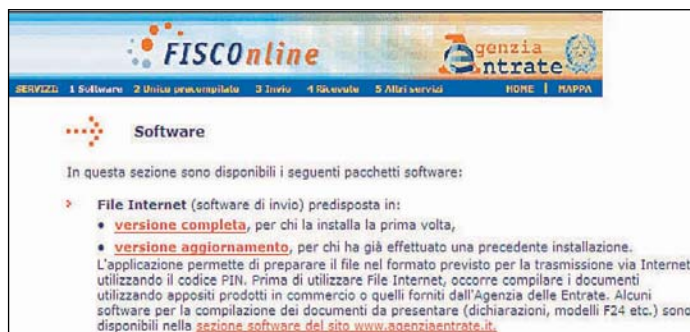 FISCOnline
Agenzia
Entrate
SERVIZI: 1 Software 2 Unico precompilato 3 Invio 4 Ricevute 5 Altri servizi HOME | MAPPA
Software
In questa sezione sono disponibili i seguenti pacchetti software:
File Internet (software di invio) predisposta in:
• versione completa, per chi la installa la prima volta,
• versione aggiornamento, per chi ha già effettuato una precedente installazione.
L'applicazione permette di preparare il file nel formato previsto per la trasmissione via Internet
utilizzando il codice PIN. Prima di utilizzare File Internet, occorre compilare i documenti
utilizzando appositi prodotti in commercio o quelli forniti dall'Agenzia delle Entrate. Alcuni
software per la compilazione dei documenti da presentare (dichiarazioni, modelli F24 etc.) sono
disponibili nella sezione software del sito www.agenziaentrate.it.